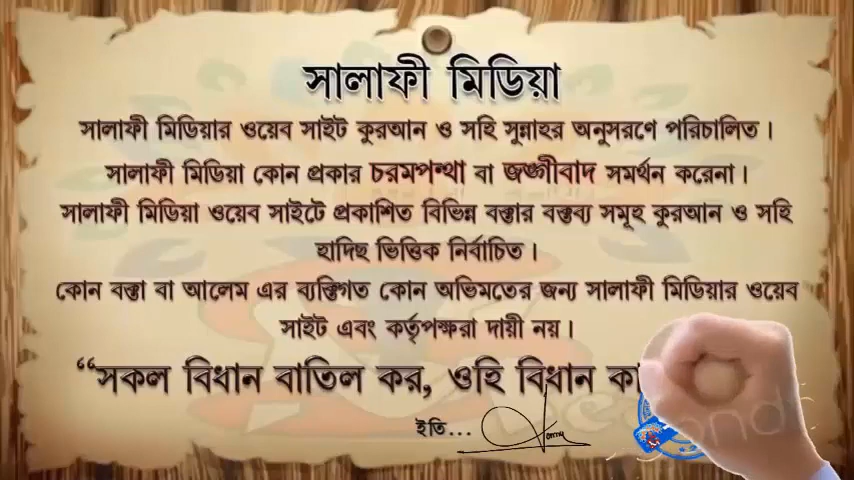 সালাফী মিডিয়া
সালাফী মিডিয়ার ওয়েব সাইট কুরআন ও সহি সুন্নাহর অনুসরণে পরিচালিত।
সালাফী মিডিয়া কোন প্রকার চরমপন্থা বা জঙ্গীবাদ সমর্থন করেনা।
সালাফী মিডিয়া ওয়েব সাইটে প্রকাশিত বিভিন্ন বক্তার বক্তব্য সমূহ কুরআন ও সহি
হাদিছ ভিত্তিক নির্বাচিত।
কোন বক্তা বা আলেম এর ব্যক্তিগত কোন অভিমতের জন্য সালাফী মিডিয়ার ওয়েব
সাইট এবং কর্তৃপক্ষরা দায়ী নয়।
“সকল বিধান বাতিল কর, ওহি বিধান
ইতি...